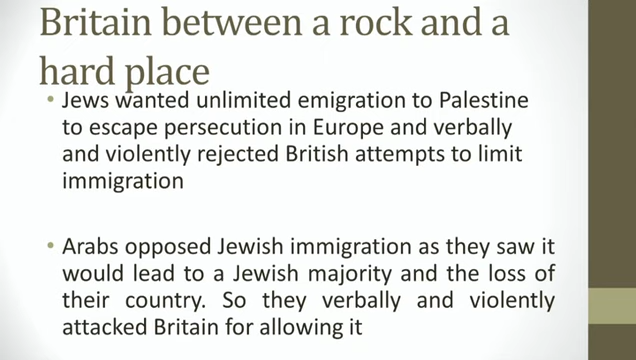 Britain between a rock and a
hard place
• Jews wanted unlimited emigration to Palestine
to escape persecution in Europe and verbally
and violently rejected British attempts to limit
immigration
• Arabs opposed Jewish immigration as they saw it
would lead to a Jewish majority and the loss of
their country. So they verbally and violently
attacked Britain for allowing it